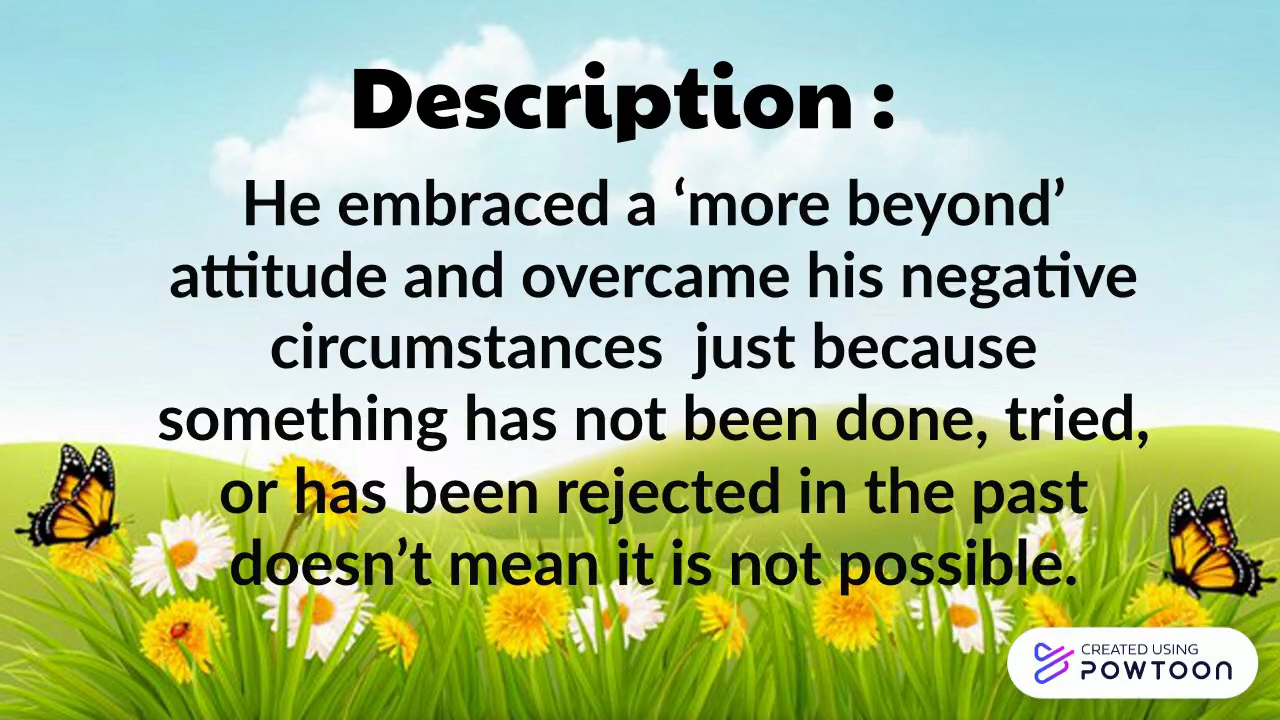 Description :
He embraced a ‘more beyond’
attitude and overcame his negative
circumstances  just because
something has not been done, tried,
or has been rejected in the past
doesn’t mean it is not possible.
CREATED USING
POWTOON